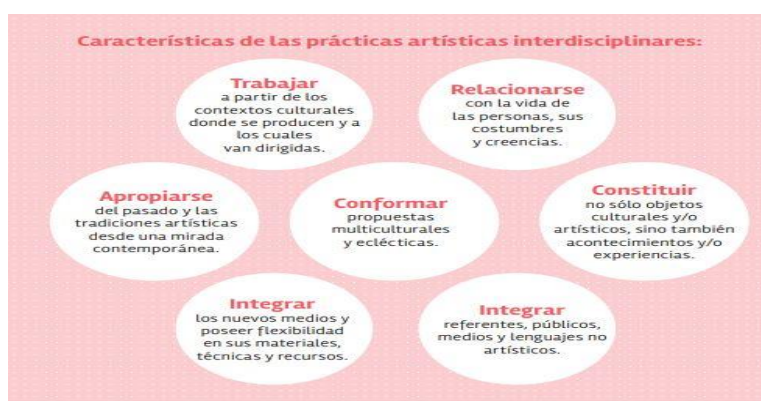 Características de las prácticas artísticas interdisciplinares:
Trabajar
a partir de los
contextos culturales
donde se producen y a
los cuales
van dirigidas.
Relacionarse
con la vida de
las personas, sus
costumbres
y creencias.
Apropiarse
del pasado y las
tradiciones artísticas
desde una mirada
contemporánea.
Conformar
propuestas
multiculturales
y eclécticas.
Constituir
no sólo objetos
culturales y/o
artísticos, sino también
acontecimientos y/o
experiencias.
Integrar
los nuevos medios y
poseer flexibilidad
en sus materiales,
técnicas y recursos.
Integrar
referentes, públicos,
medios y lenguajes no
artísticos.